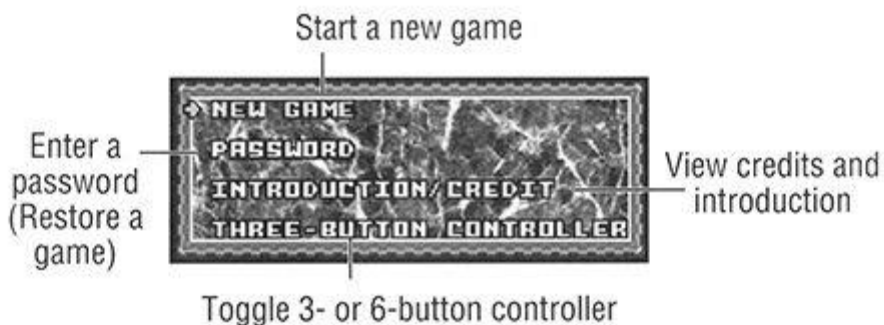 Start a new game
NEW GAME
PASSWORD
INTRODUCTION/CREDIT
THREE-BUTTON CONTROLLER
Enter a
password
(Restore a
game)
View credits and
introduction
Toggle 3- or 6-button controller